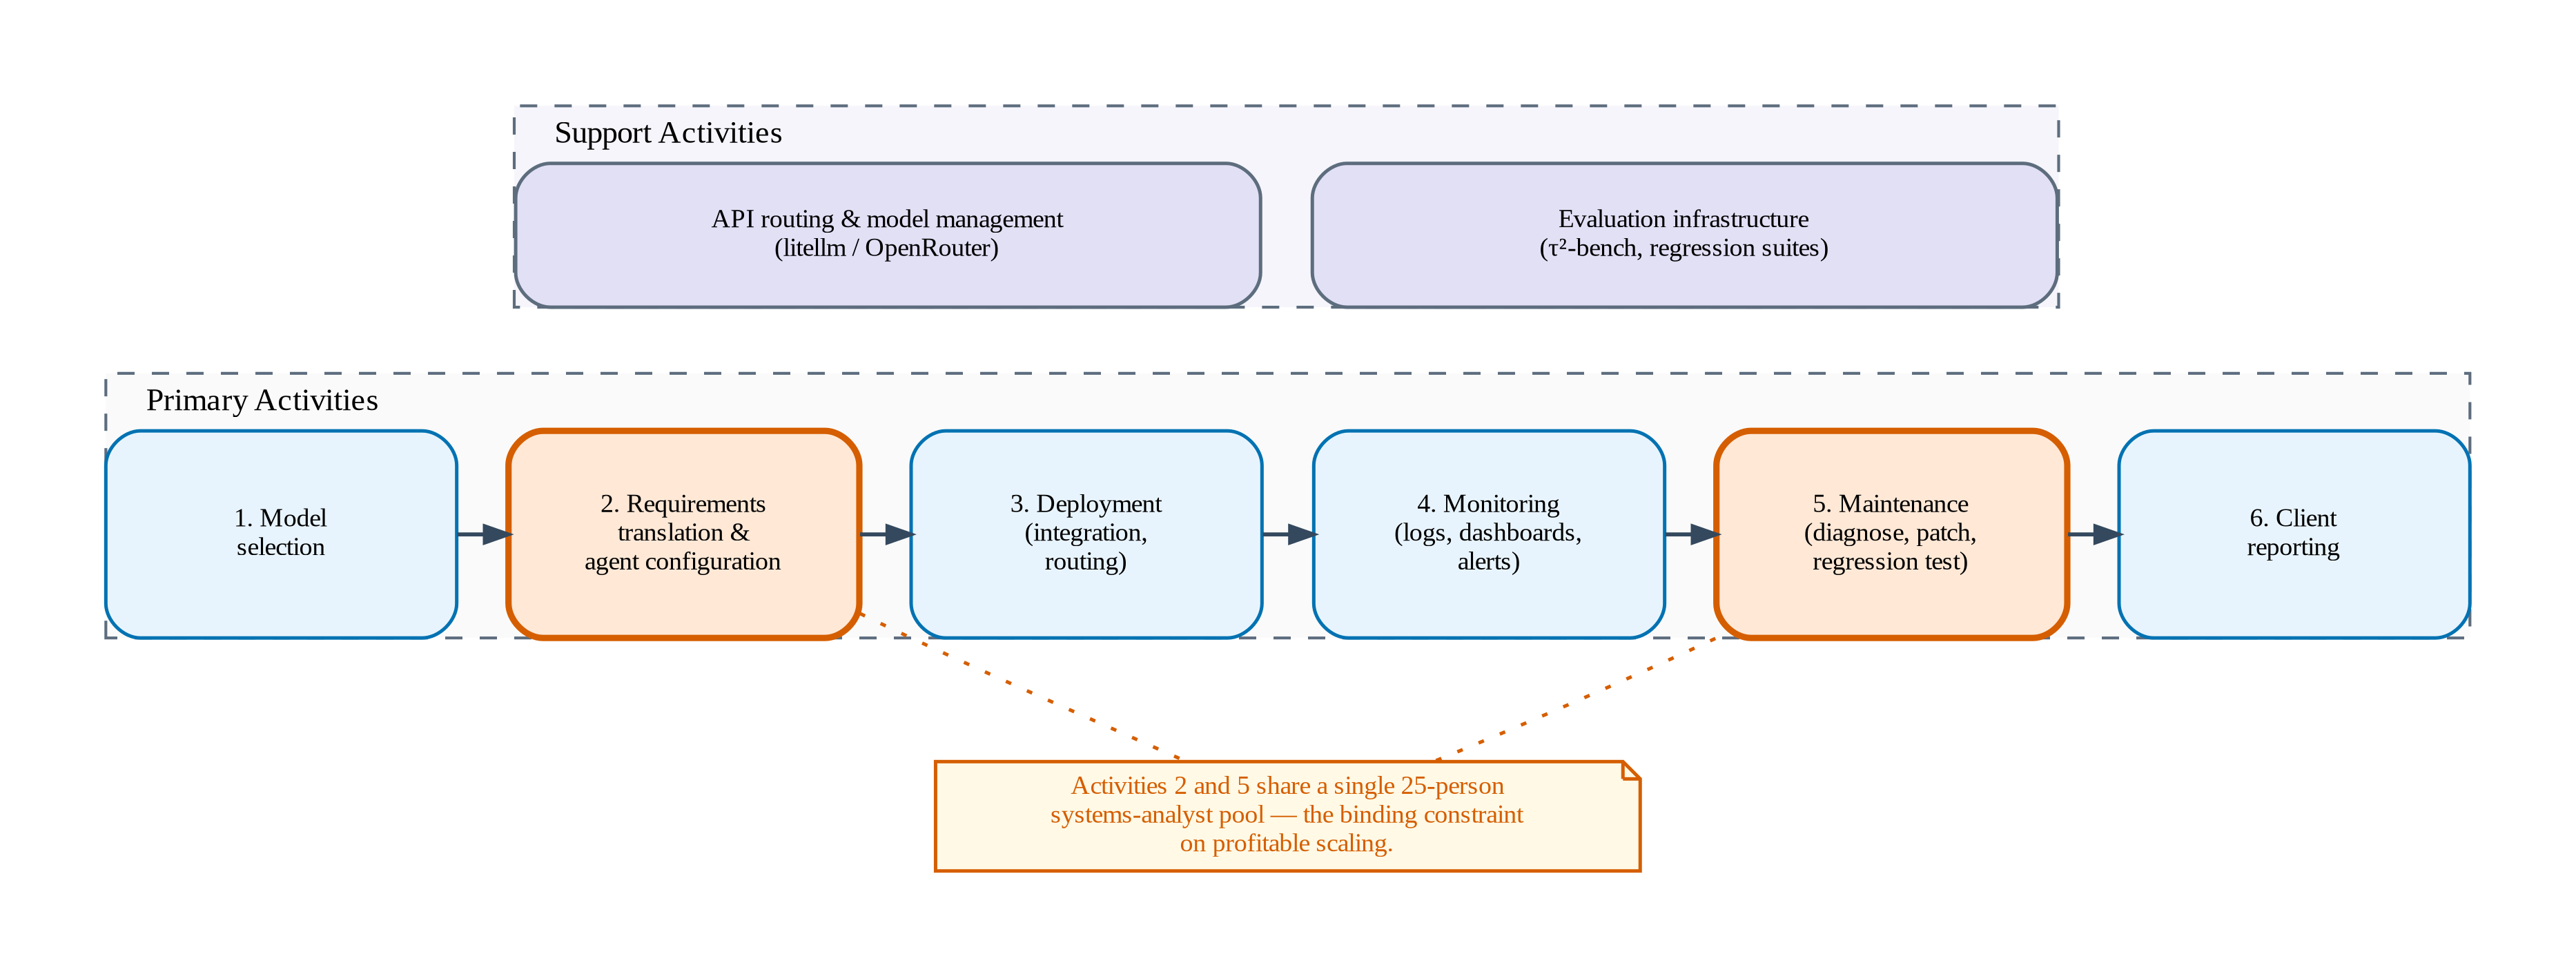 Support Activities
API routing & model management
(litellm / OpenRouter)
Evaluation infrastructure
(τ²-bench, regression suites)
Primary Activities
1. Model
selection
2. Requirements
translation &
agent configuration
3. Deployment
(integration,
routing)
4. Monitoring
(logs, dashboards,
alerts)
5. Maintenance
(diagnose, patch,
regression test)
6. Client
reporting
Activities 2 and 5 share a single 25-person
systems-analyst pool — the binding constraint
on profitable scaling.